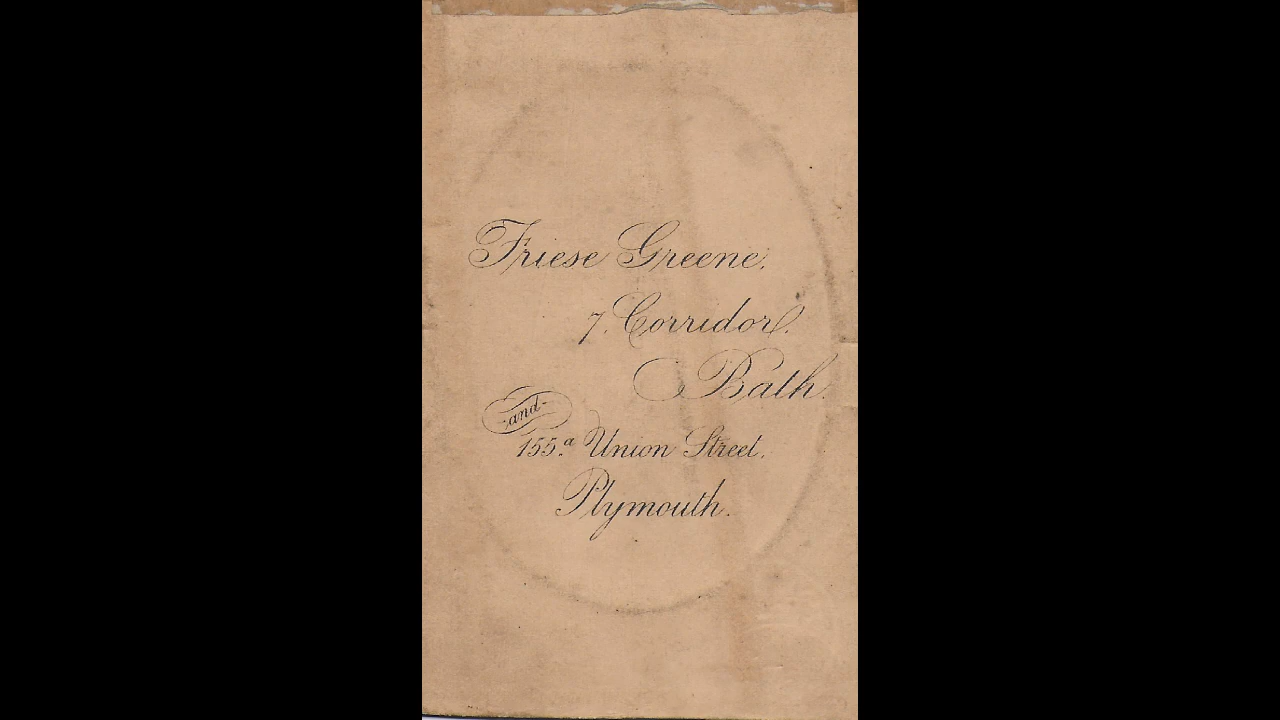 Friese Greene,
7. Corridor.
Bath.
and
155.a Union Street,
Plymouth.